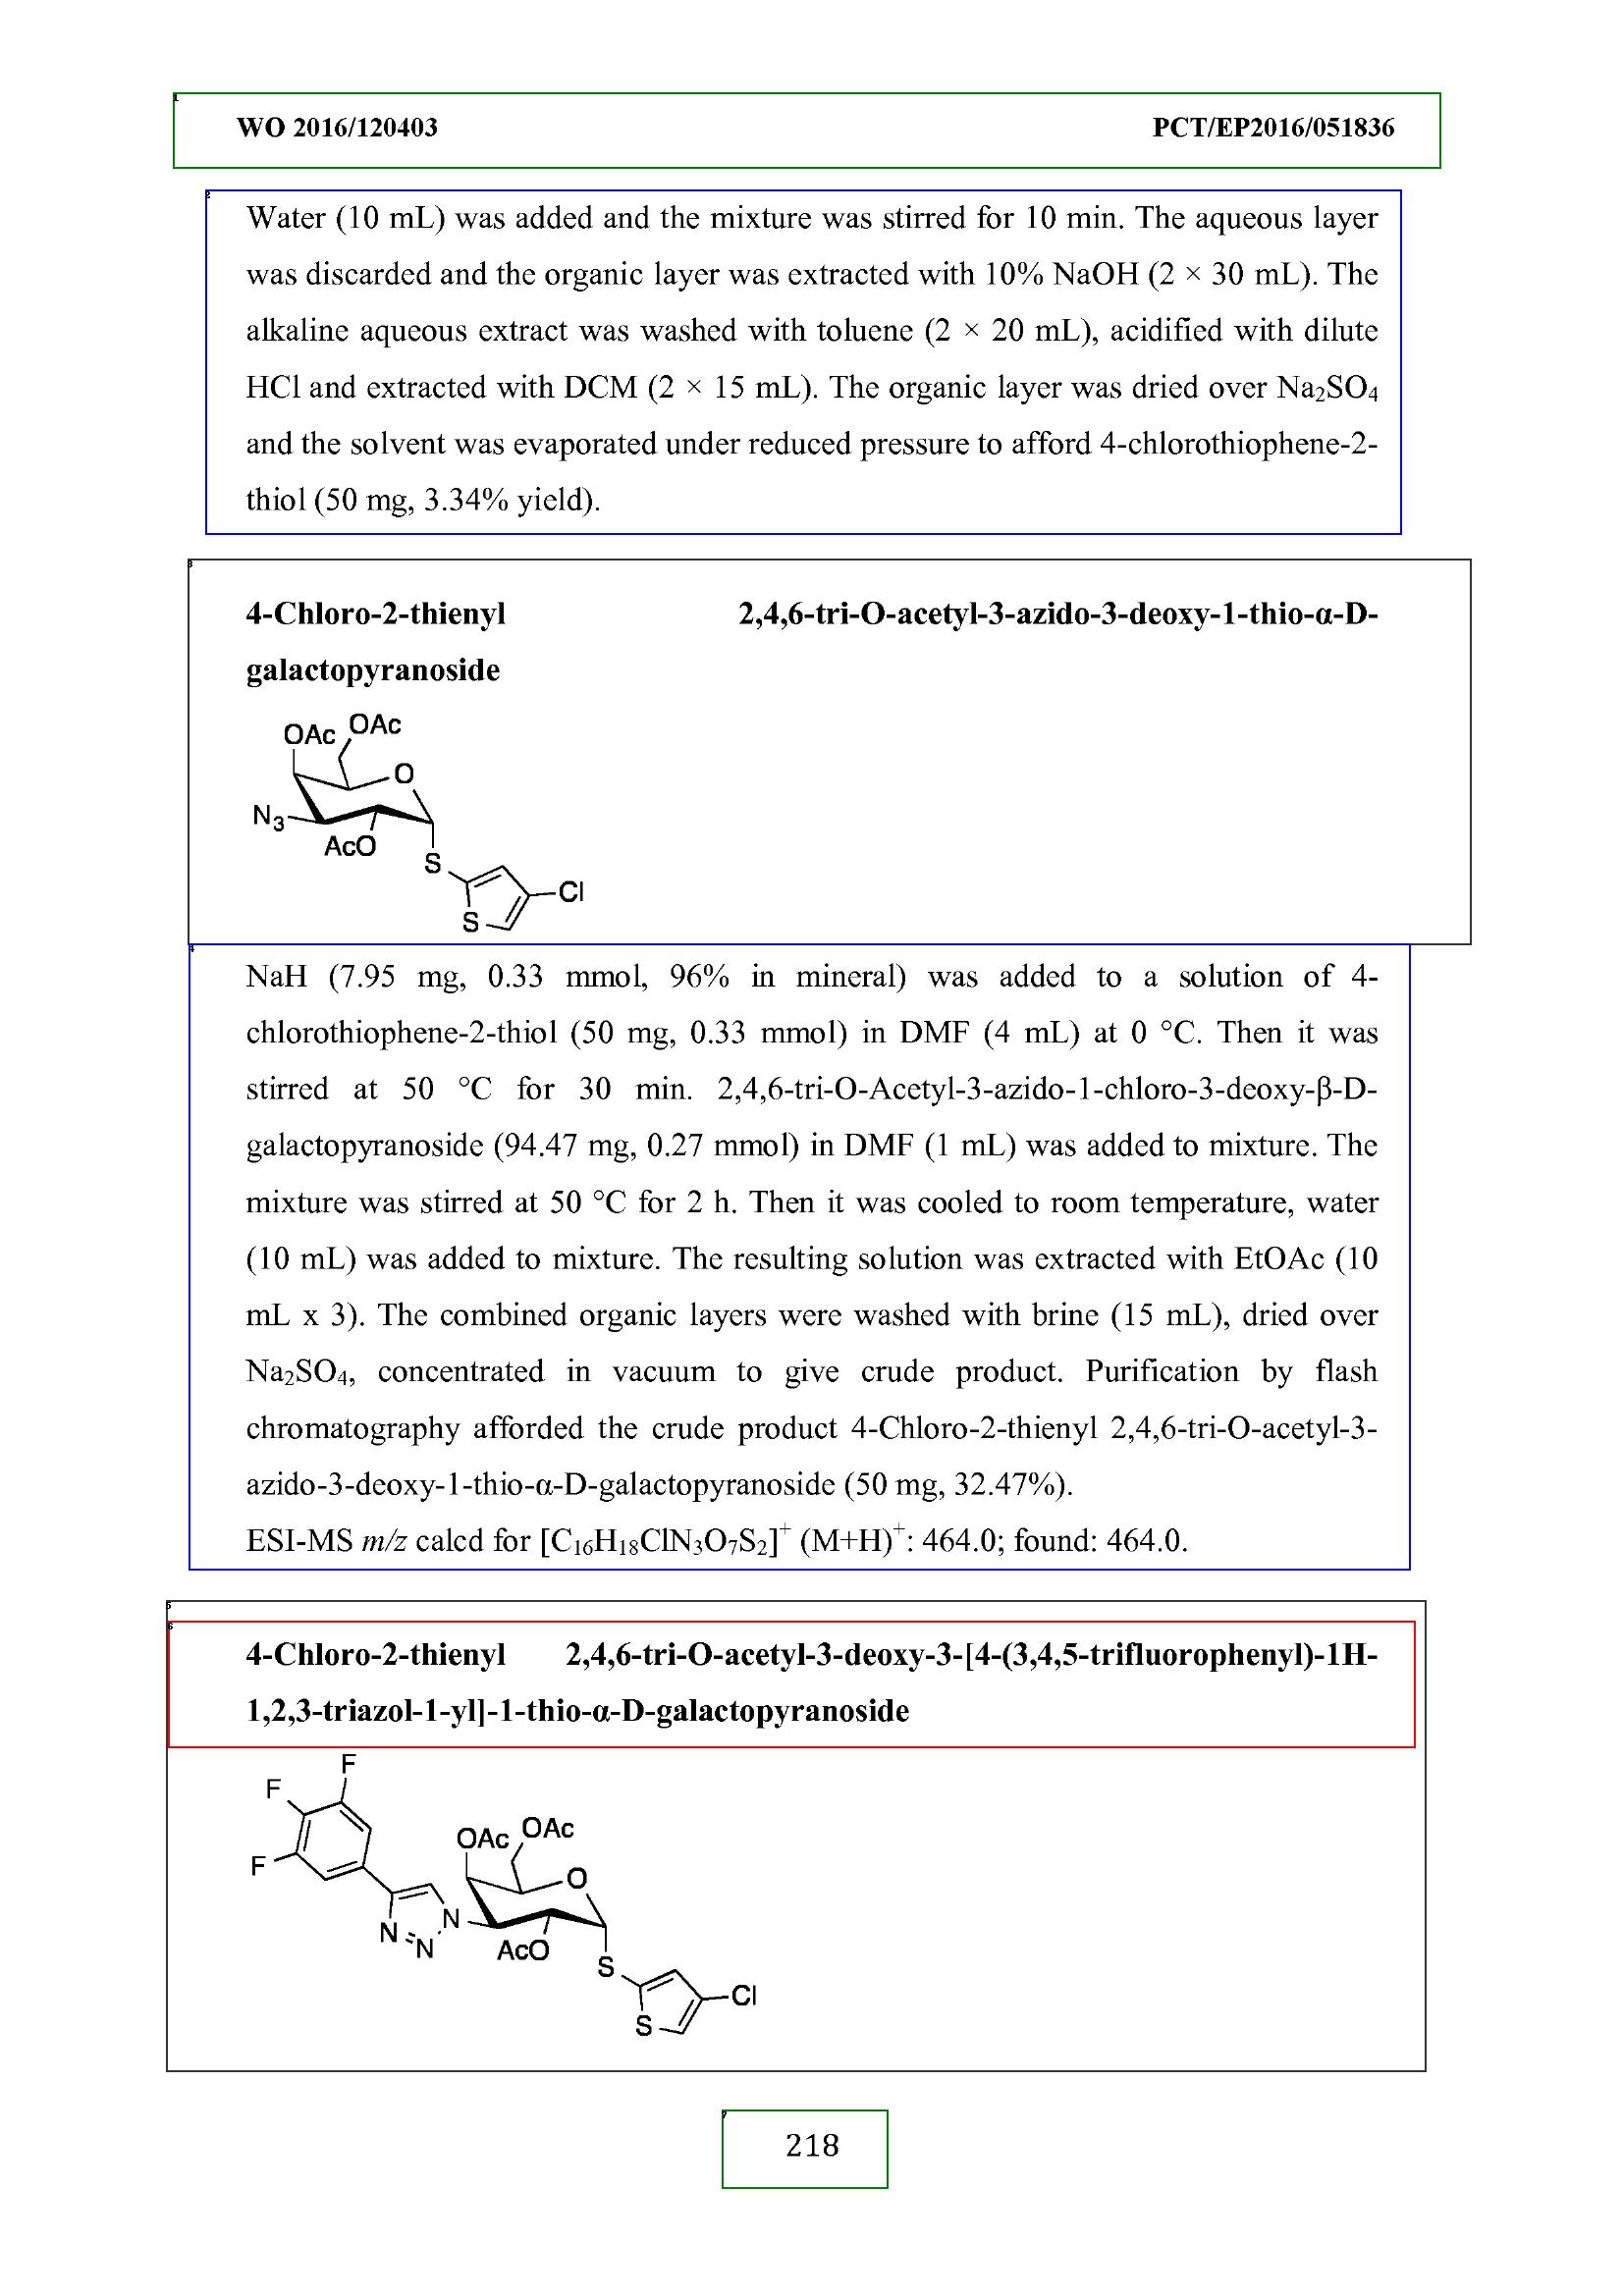 WO 2016/120403 PCT/EP2016/051836
Water (10 mL) was added and the mixture was stirred for 10 min. The aqueous layer
was discarded and the organic layer was extracted with 10% NaOH (2 × 30 mL). The
alkaline aqueous extract was washed with toluene (2 × 20 mL), acidified with dilute
HCl and extracted with DCM (2 × 15 mL). The organic layer was dried over Na₂SO₄
and the solvent was evaporated under reduced pressure to afford 4-chlorothiophene-2-
thiol (50 mg, 3.34% yield).
4-Chloro-2-thienyl 2,4,6-tri-O-acetyl-3-azido-3-deoxy-1-thio-α-D-
galactopyranoside
OAc OAc
O
N₃
AcO
S
Cl
S
NaH (7.95 mg, 0.33 mmol, 96% in mineral) was added to a solution of 4-
chlorothiophene-2-thiol (50 mg, 0.33 mmol) in DMF (4 mL) at 0 °C. Then it was
stirred at 50 °C for 30 min. 2,4,6-tri-O-Acetyl-3-azido-1-chloro-3-deoxy-β-D-
galactopyranoside (94.47 mg, 0.27 mmol) in DMF (1 mL) was added to mixture. The
mixture was stirred at 50 °C for 2 h. Then it was cooled to room temperature, water
(10 mL) was added to mixture. The resulting solution was extracted with EtOAc (10
mL x 3). The combined organic layers were washed with brine (15 mL), dried over
Na₂SO₄, concentrated in vacuum to give crude product. Purification by flash
chromatography afforded the crude product 4-Chloro-2-thienyl 2,4,6-tri-O-acetyl-3-
azido-3-deoxy-1-thio-α-D-galactopyranoside (50 mg, 32.47%).
ESI-MS m/z calcd for [C₁₆H₁₈ClN₃O₇S₂]⁺ (M+H)⁺: 464.0; found: 464.0.
4-Chloro-2-thienyl 2,4,6-tri-O-acetyl-3-deoxy-3-[4-(3,4,5-trifluorophenyl)-1H-
1,2,3-triazol-1-yl]-1-thio-α-D-galactopyranoside
F
F
F
OAc OAc
O
N N N
AcO
S
Cl
S
218
1
2
3
4
5
6
7